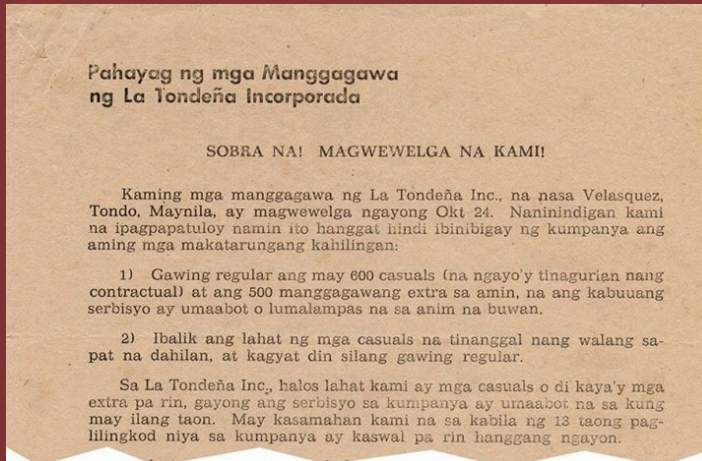 Pahayag ng mga Manggagawa
ng La Tondeña Incorporada
SOBRA NA! MAGWEWELGA NA KAMI!
Kaming mga manggagawa ng La Tondeña Inc., na nasa Velasquez,
Tondo, Maynila, ay magwewelga ngayong Okt 24. Naninindigan kami
na ipagpapatuloy namin ito hanggat hindi ibinibigay ng kumpanya ang
aming mga makatarungang kahilingan:
1) Gawing regular ang may 600 casuals (na ngayo'y tinagurian nang
contractual) at ang 500 manggagawang extra sa amin, na ang kabuuang
serbisyo ay umaabot o lumalampas na sa anim na buwan.
2) Ibalik ang lahat ng mga casuals na tinanggal nang walang sa-
pat na dahilan, at kagyat din silang gawing regular.
Sa La Tondeña Inc., halos lahat kami ay mga casuals o di kaya'y mga
extra pa rin, gayong ang serbisyo sa kumpanya ay umaabot na sa kung
may ilang taon. May kasamahan kami na sa kabila ng 13 taong pag-
lilingkod niya sa kumpanya ay kaswal pa rin hanggang ngayon.